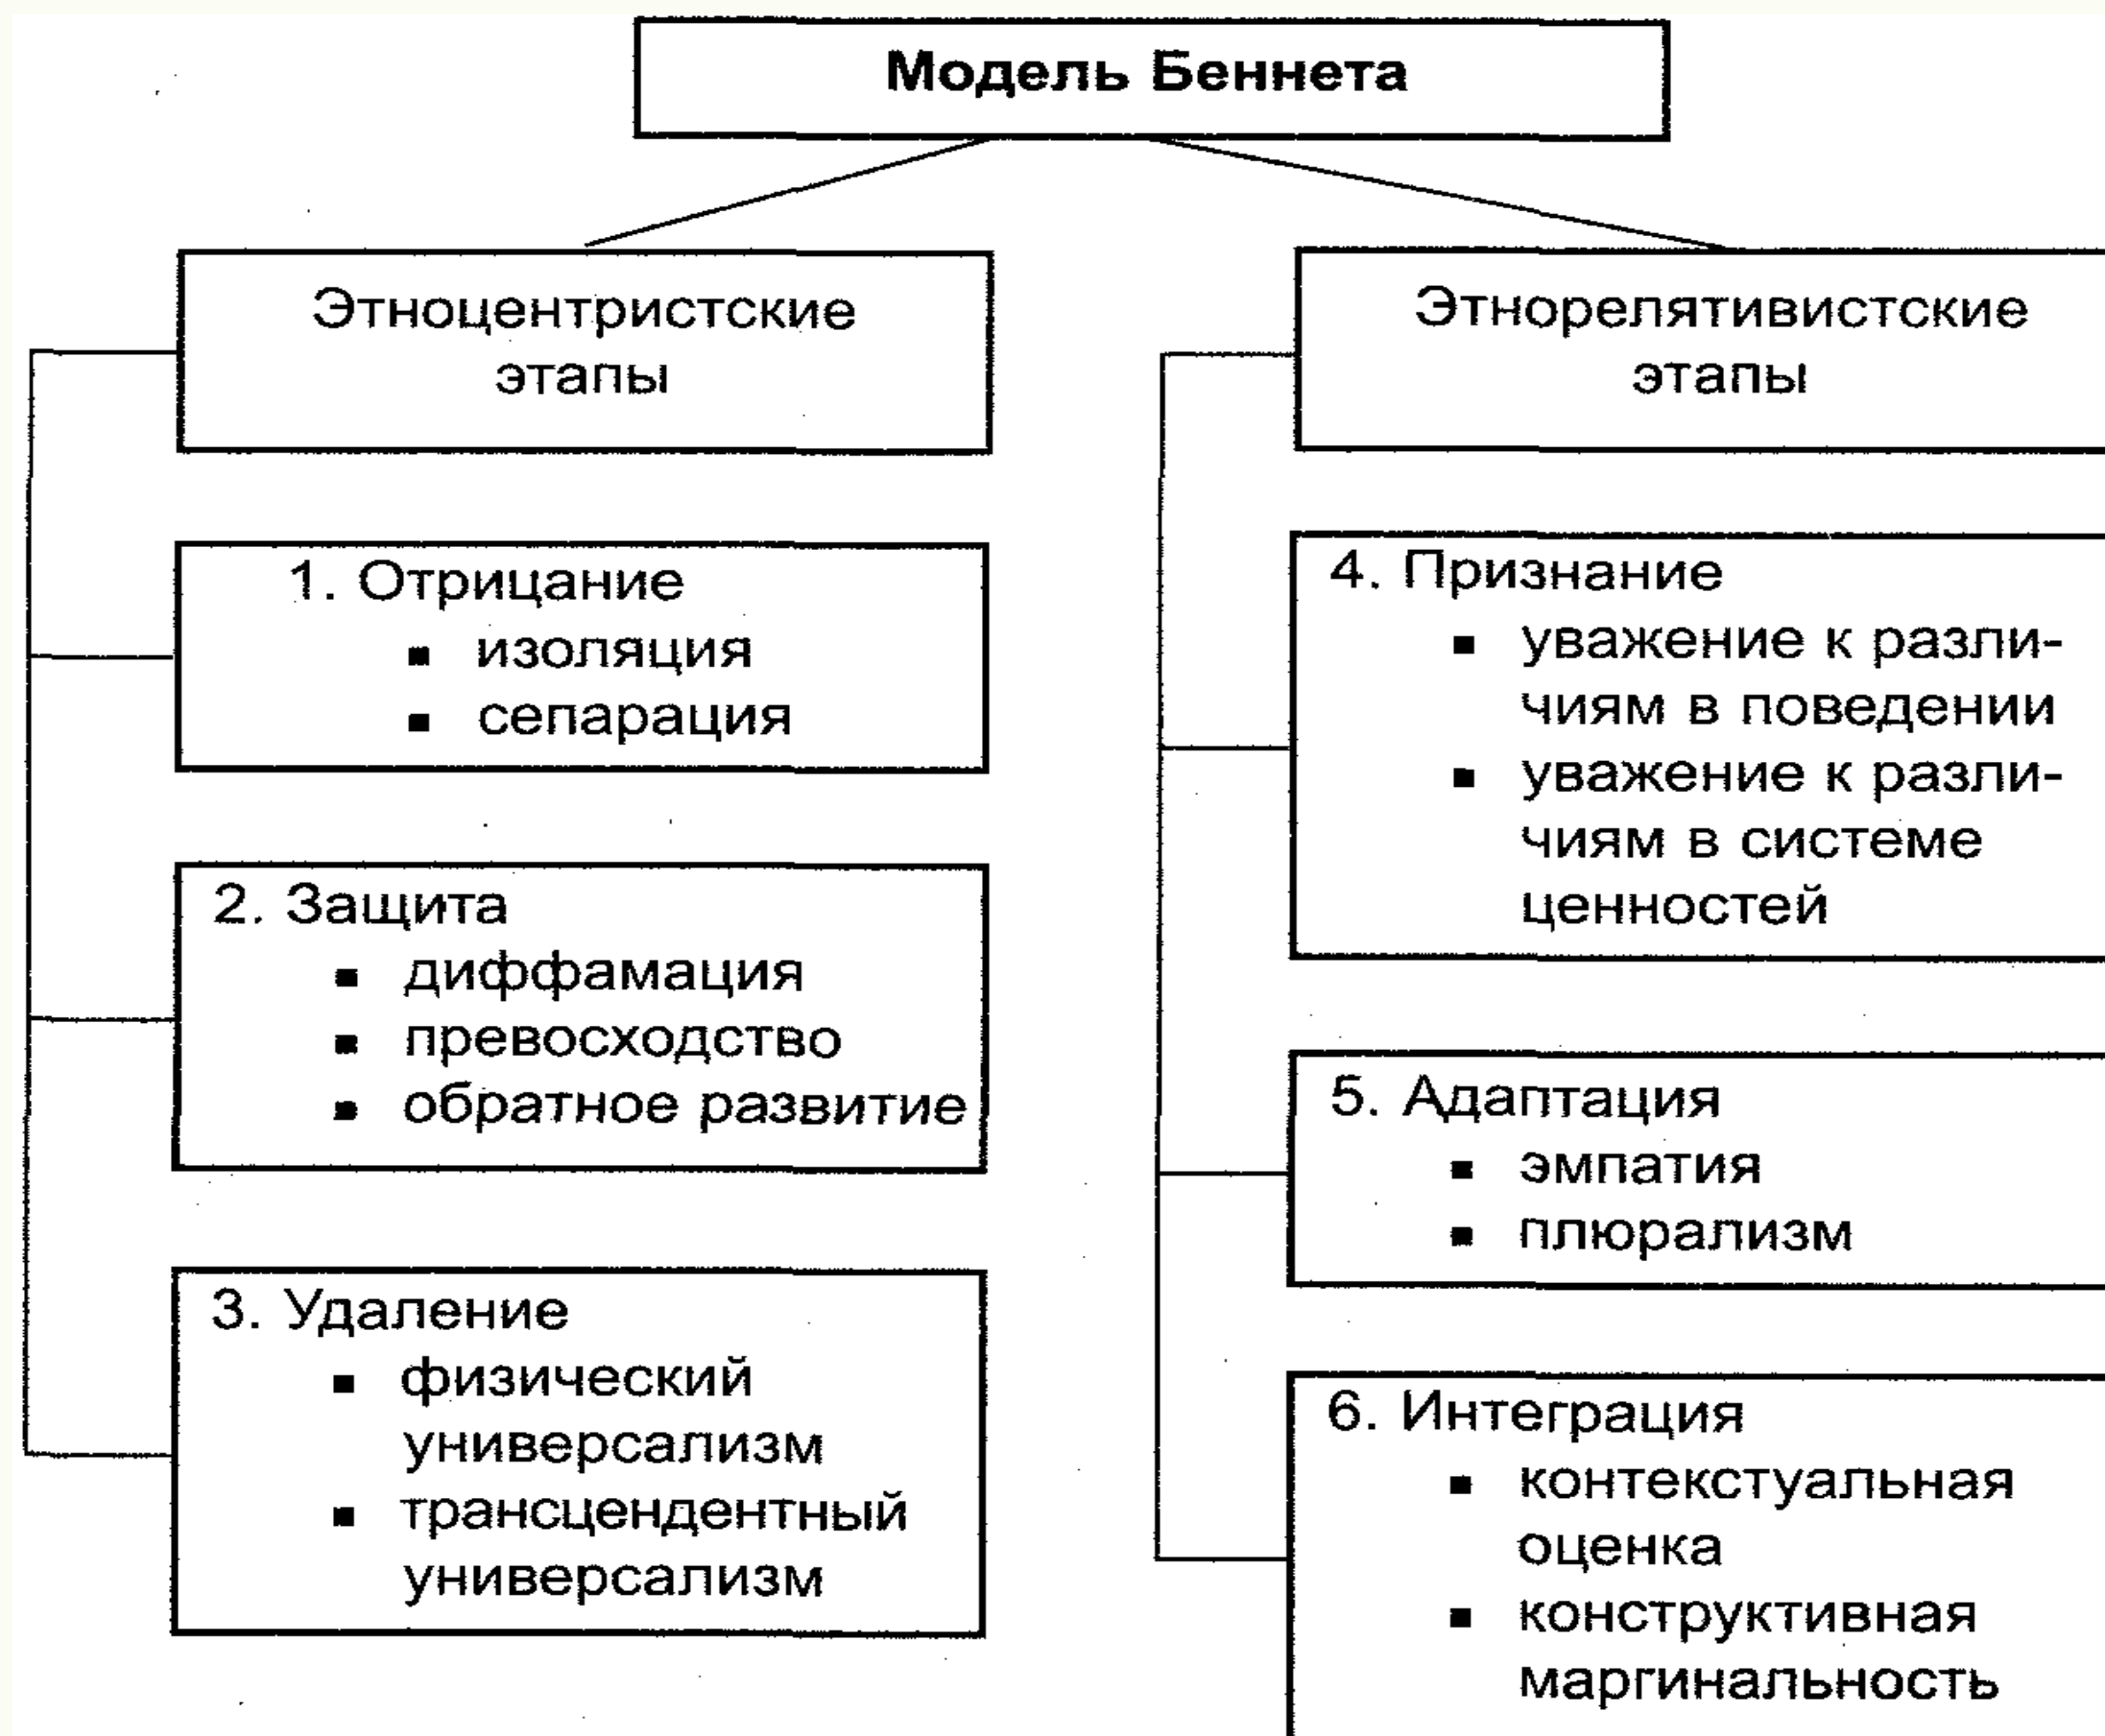 Модель Беннета
Этноцентристские
этапы
1. Отрицание
▪ изоляция
▪ сепарация
2. Защита
▪ диффамация
▪ превосходство
▪ обратное развитие
3. Удаление
▪ физический
универсализм
▪ трансцендентный
универсализм
Этнорелятивистские
этапы
4. Признание
▪ уважение к разли-
чиям в поведении
▪ уважение к разли-
чиям в системе
ценностей
5. Адаптация
▪ эмпатия
▪ плюрализм
6. Интеграция
▪ контекстуальная
оценка
▪ конструктивная
маргинальность